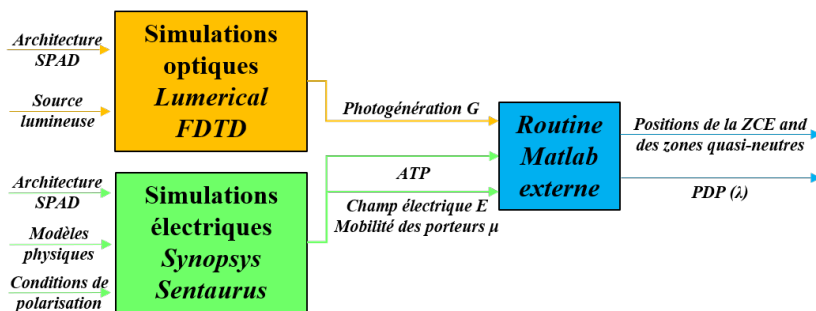 Architecture
SPAD
Source
lumineuse
Simulations
optiques
Lumerical
FDTD
Photogénération G
Architecture
SPAD
Modèles
physiques
Conditions de
polarisation
Simulations
électriques
Synopsys
Sentaurus
ATP
Champ électrique E
Mobilité des porteurs μ
Routine
Matlab
externe
Positions de la ZCE and
des zones quasi-neutres
PDP (λ)